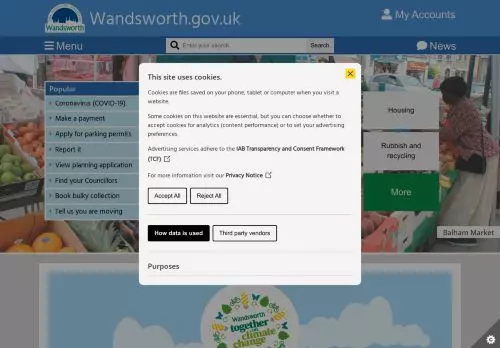 Wandsworth
Wandsworth.gov.uk
My Accounts
Menu
Enter your search
Search
News
Popular
Coronavirus (COVID-19)
Make a payment
Apply for parking permits
Report it
View planning application
Find your Councillors
Book bulky collection
Tell us you are moving
This site uses cookies.
Cookies are files saved on your phone, tablet or computer when you visit a
website.
Some cookies on this website are essential, but you can choose whether to
accept cookies for analytics (content performance) or to set your advertising
preferences.
Advertising services adhere to the IAB Transparency and Consent Framework
(TCF)
For more information visit our Privacy Notice
Accept All
Reject All
How data is used
Third party vendors
Purposes
Housing
Rubbish and
recycling
More
Balham Market
Wandsworth
together
on
climate
change